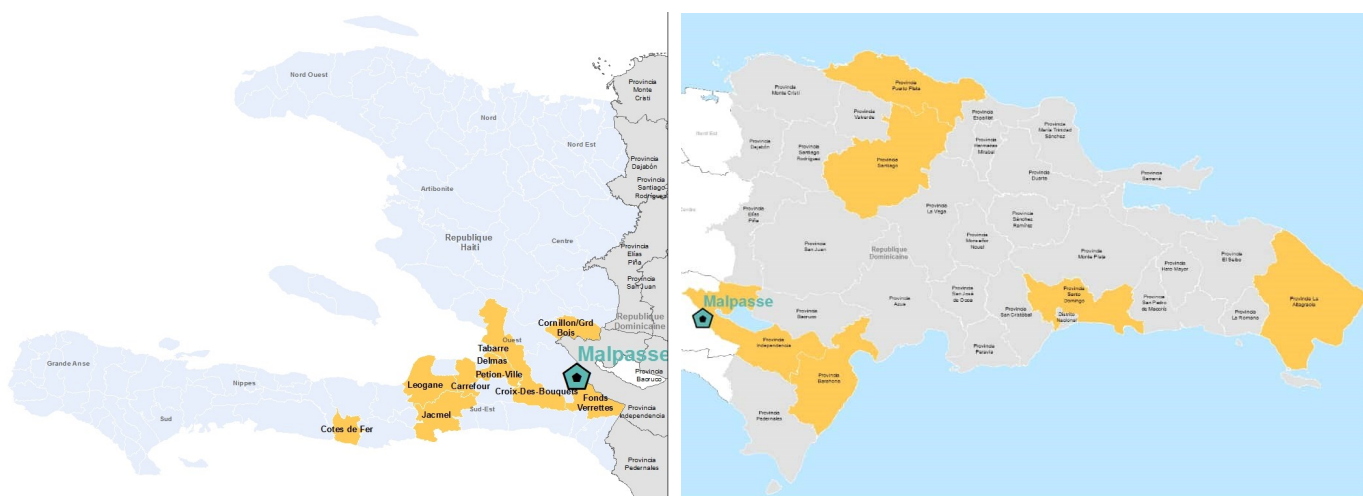 Nord Ouest
Nord
Nord Est
Artibonite
Republique
Haiti
Centre
Provincia
Monte
Cristi
Provincia
Dajabón
Provincia
Santiago
Rodríguez
Provincia
Elías
Piña
Provincia
San Juan
Republique
Dominicaine
Cornillon/Grd
Bois
Ouest
Tabarre
Delmas
Malpasse
Petion-Ville
Provincia
Baoruco
Grande Anse
Nippes
Leogane
Carrefour
Croix-Des-Bouquets
Fonds
Verrettes
Sud
Jacmel
Sud-Est
Provincia
Independencia
Cotes de Fer
Provincia
Pedernales
Provincia
Monte Cristi
Provincia
Puerto Plata
Provincia
Valverde
Provincia
Espaillat
Provincia
María Trinidad
Sánchez
Nord Est
Provincia
Dajabón
Provincia
Santiago
Rodríguez
Provincia
Santiago
Provincia
Hermanas
Mirabal
Provincia
Duarte
Provincia
Samaná
Centre
Provincia
Elías
Piña
Provincia
La Vega
Provincia
Sánchez
Ramírez
Provincia
San Juan
Republique
Dominicaine
Provincia
Monseñor
Nouel
Provincia
Monte Plata
Provincia
Hato Mayor
Provincia
El Seibo
Malpasse
Provincia
Baoruco
Provincia
Azua
Provincia
San José
de Ocoa
Provincia
San Cristóbal
Provincia
Santo
Domingo
Distrito
Nacional
Provincia
San Pedro
de Macorís
Provincia
La Romana
Provincia La
Altagracia
Provincia
Independencia
Provincia
Peravia
Provincia
Barahona
Provincia
Pedernales